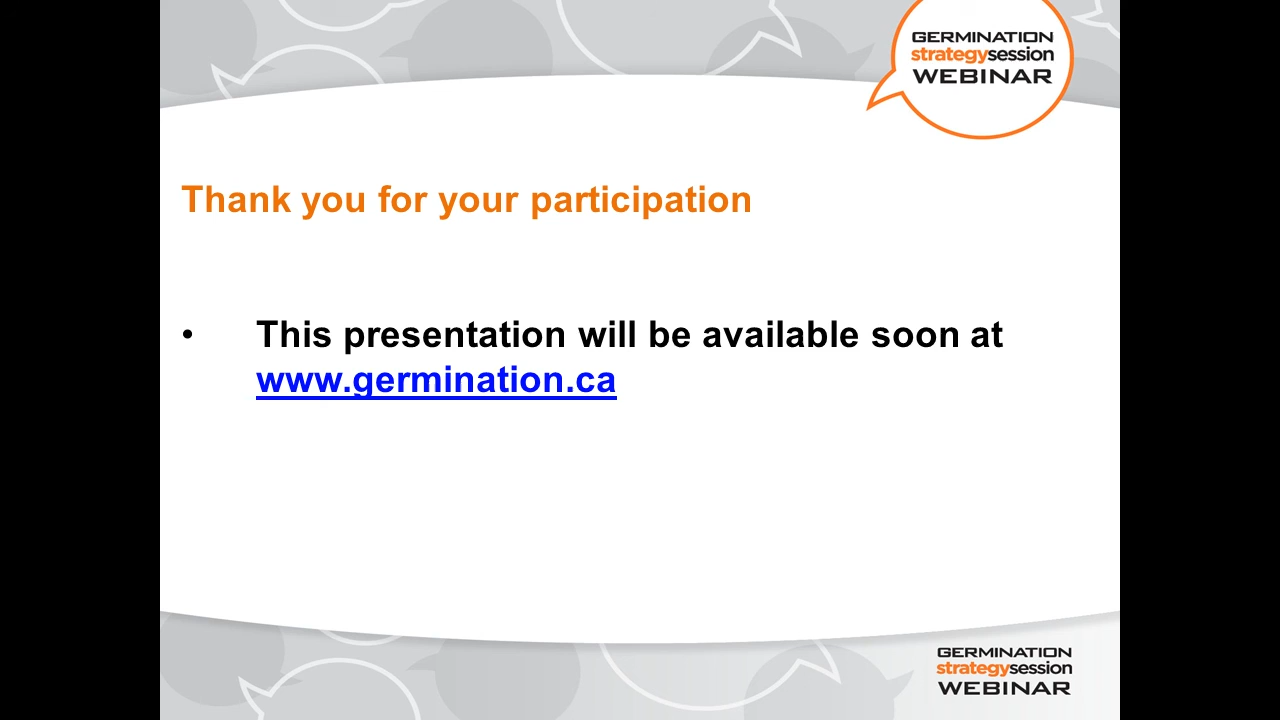 GERMINATION
strategysession
WEBINAR
Thank you for your participation
• This presentation will be available soon at
www.germination.ca
GERMINATION
strategysession
WEBINAR